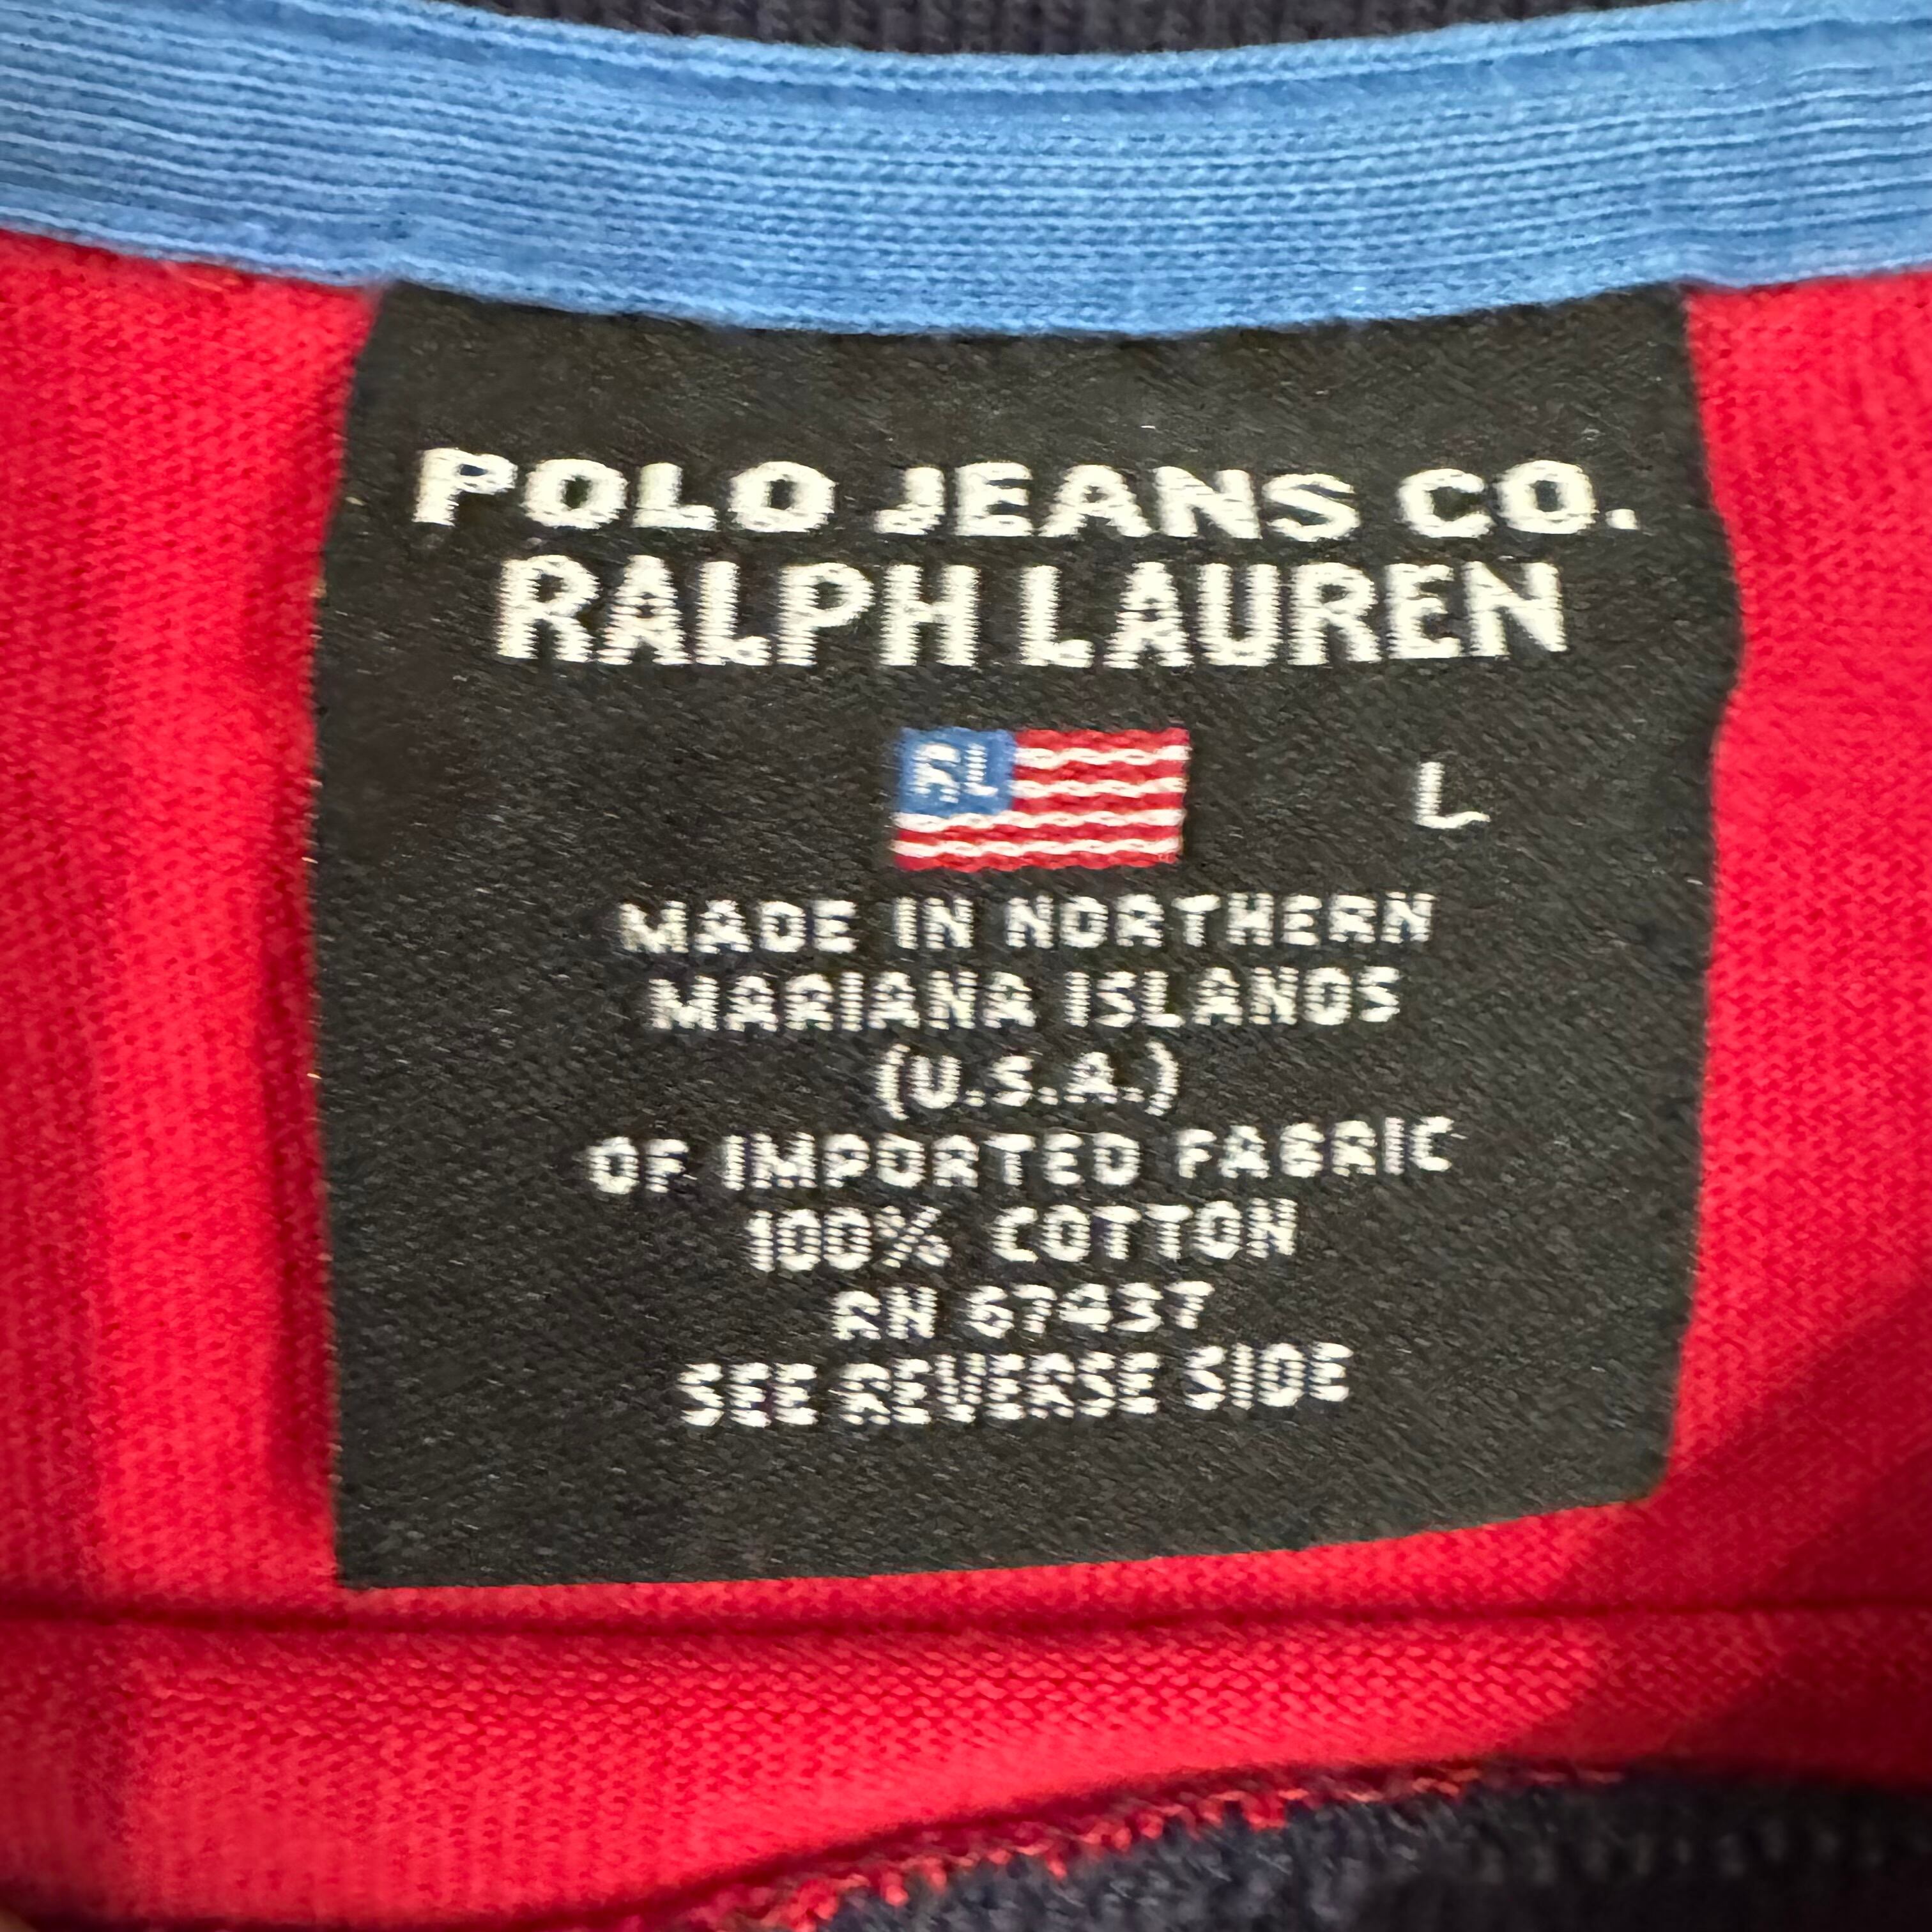 POLO JEANS CO.
RALPH LAUREN
RL
L
MADE IN NORTHERN
MARIANA ISLANDS
(U.S.A.)
OF IMPORTED FABRIC
100% COTTON
RN 67437
SEE REVERSE SIDE